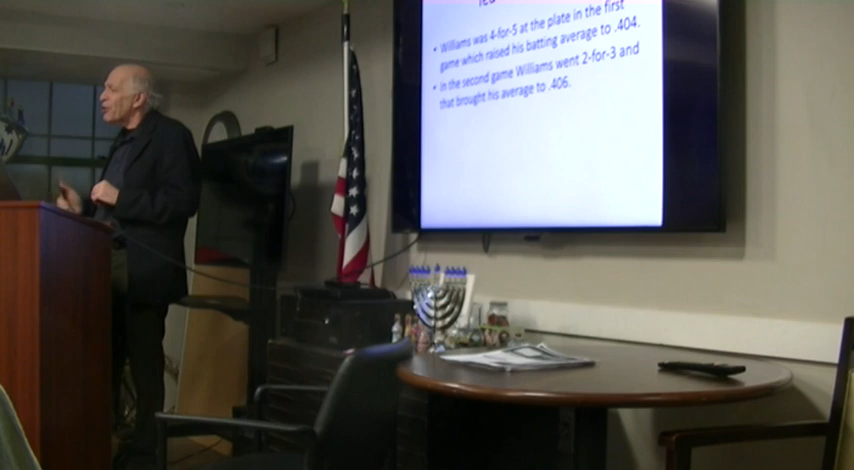 Ted
• Williams was 4-for-5 at the plate in the first
game which raised his batting average to .404.
• In the second game Williams went 2-for-3 and
that brought his average to .406.